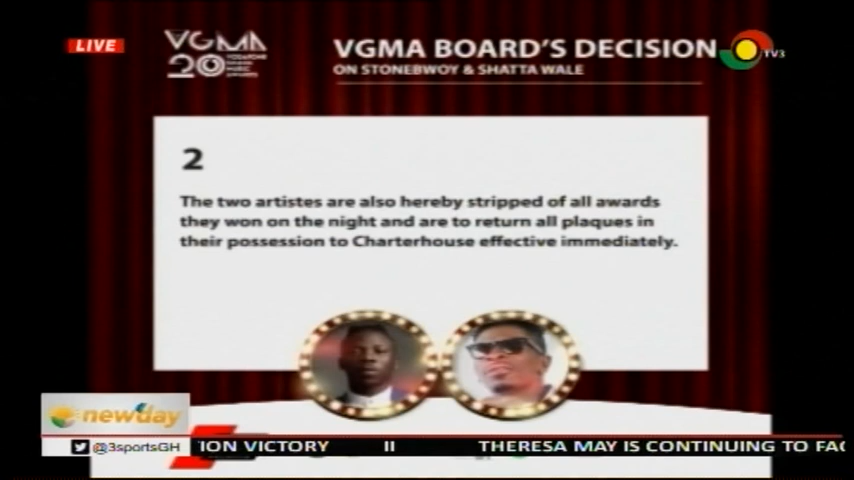 LIVE
VGMA
20
VGMA BOARD'S DECISION
ON STONEBWOY & SHATTA WALE
TV3
2
The two artistes are also hereby stripped of all awards
they won on the night and are to return all plaques in
their possession to Charterhouse effective immediately.
newday
@3sportsGH
ION VICTORY II THERESA MAY IS CONTINUING TO FAC